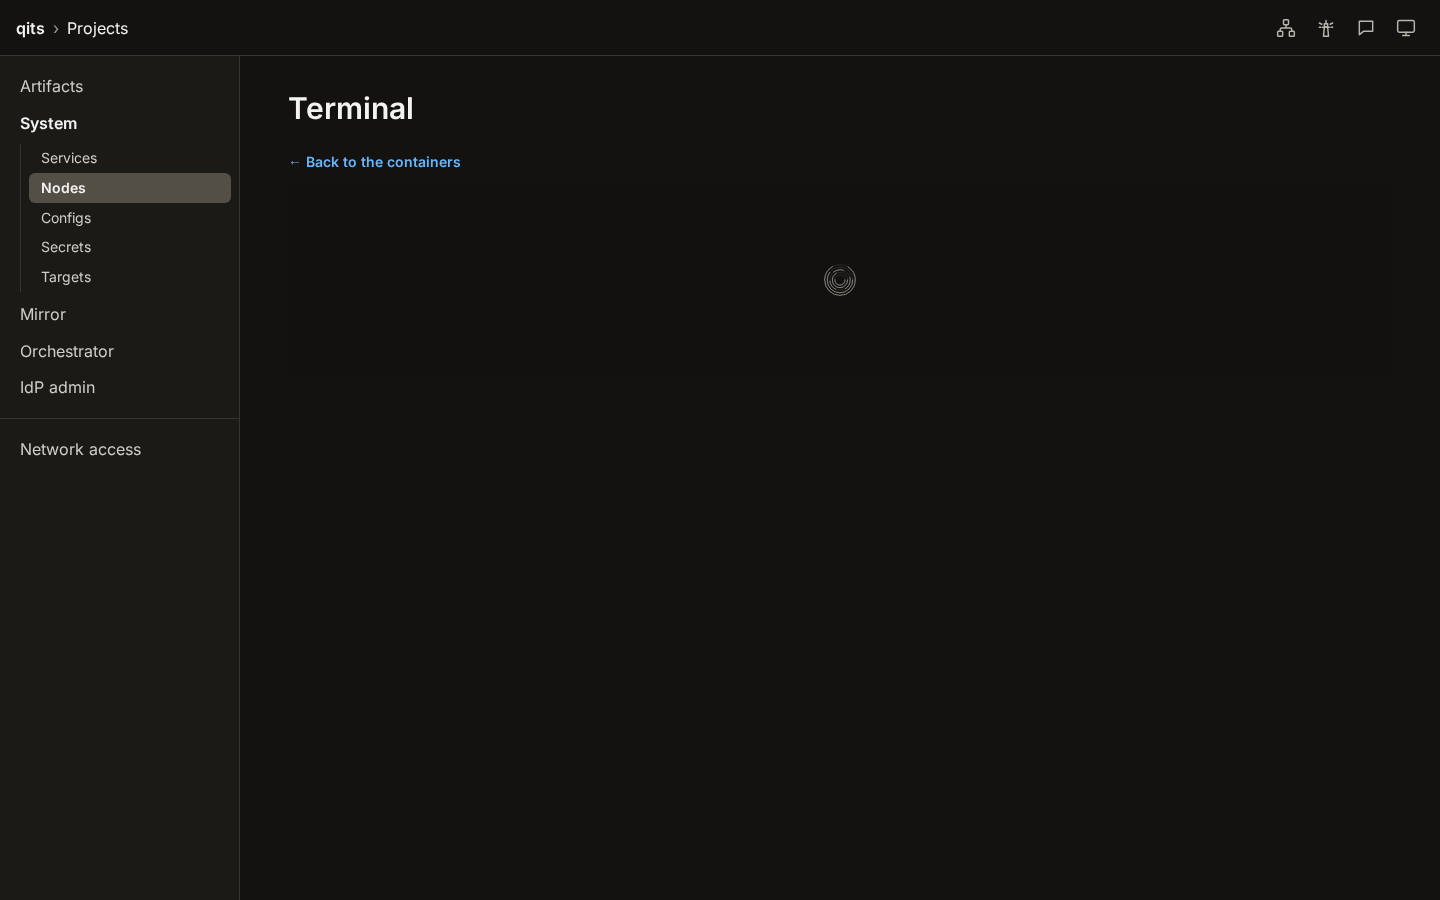 qits › Projects
Artifacts
System
Services
Nodes
Configs
Secrets
Targets
Mirror
Orchestrator
IdP admin
Network access
Terminal
← Back to the containers